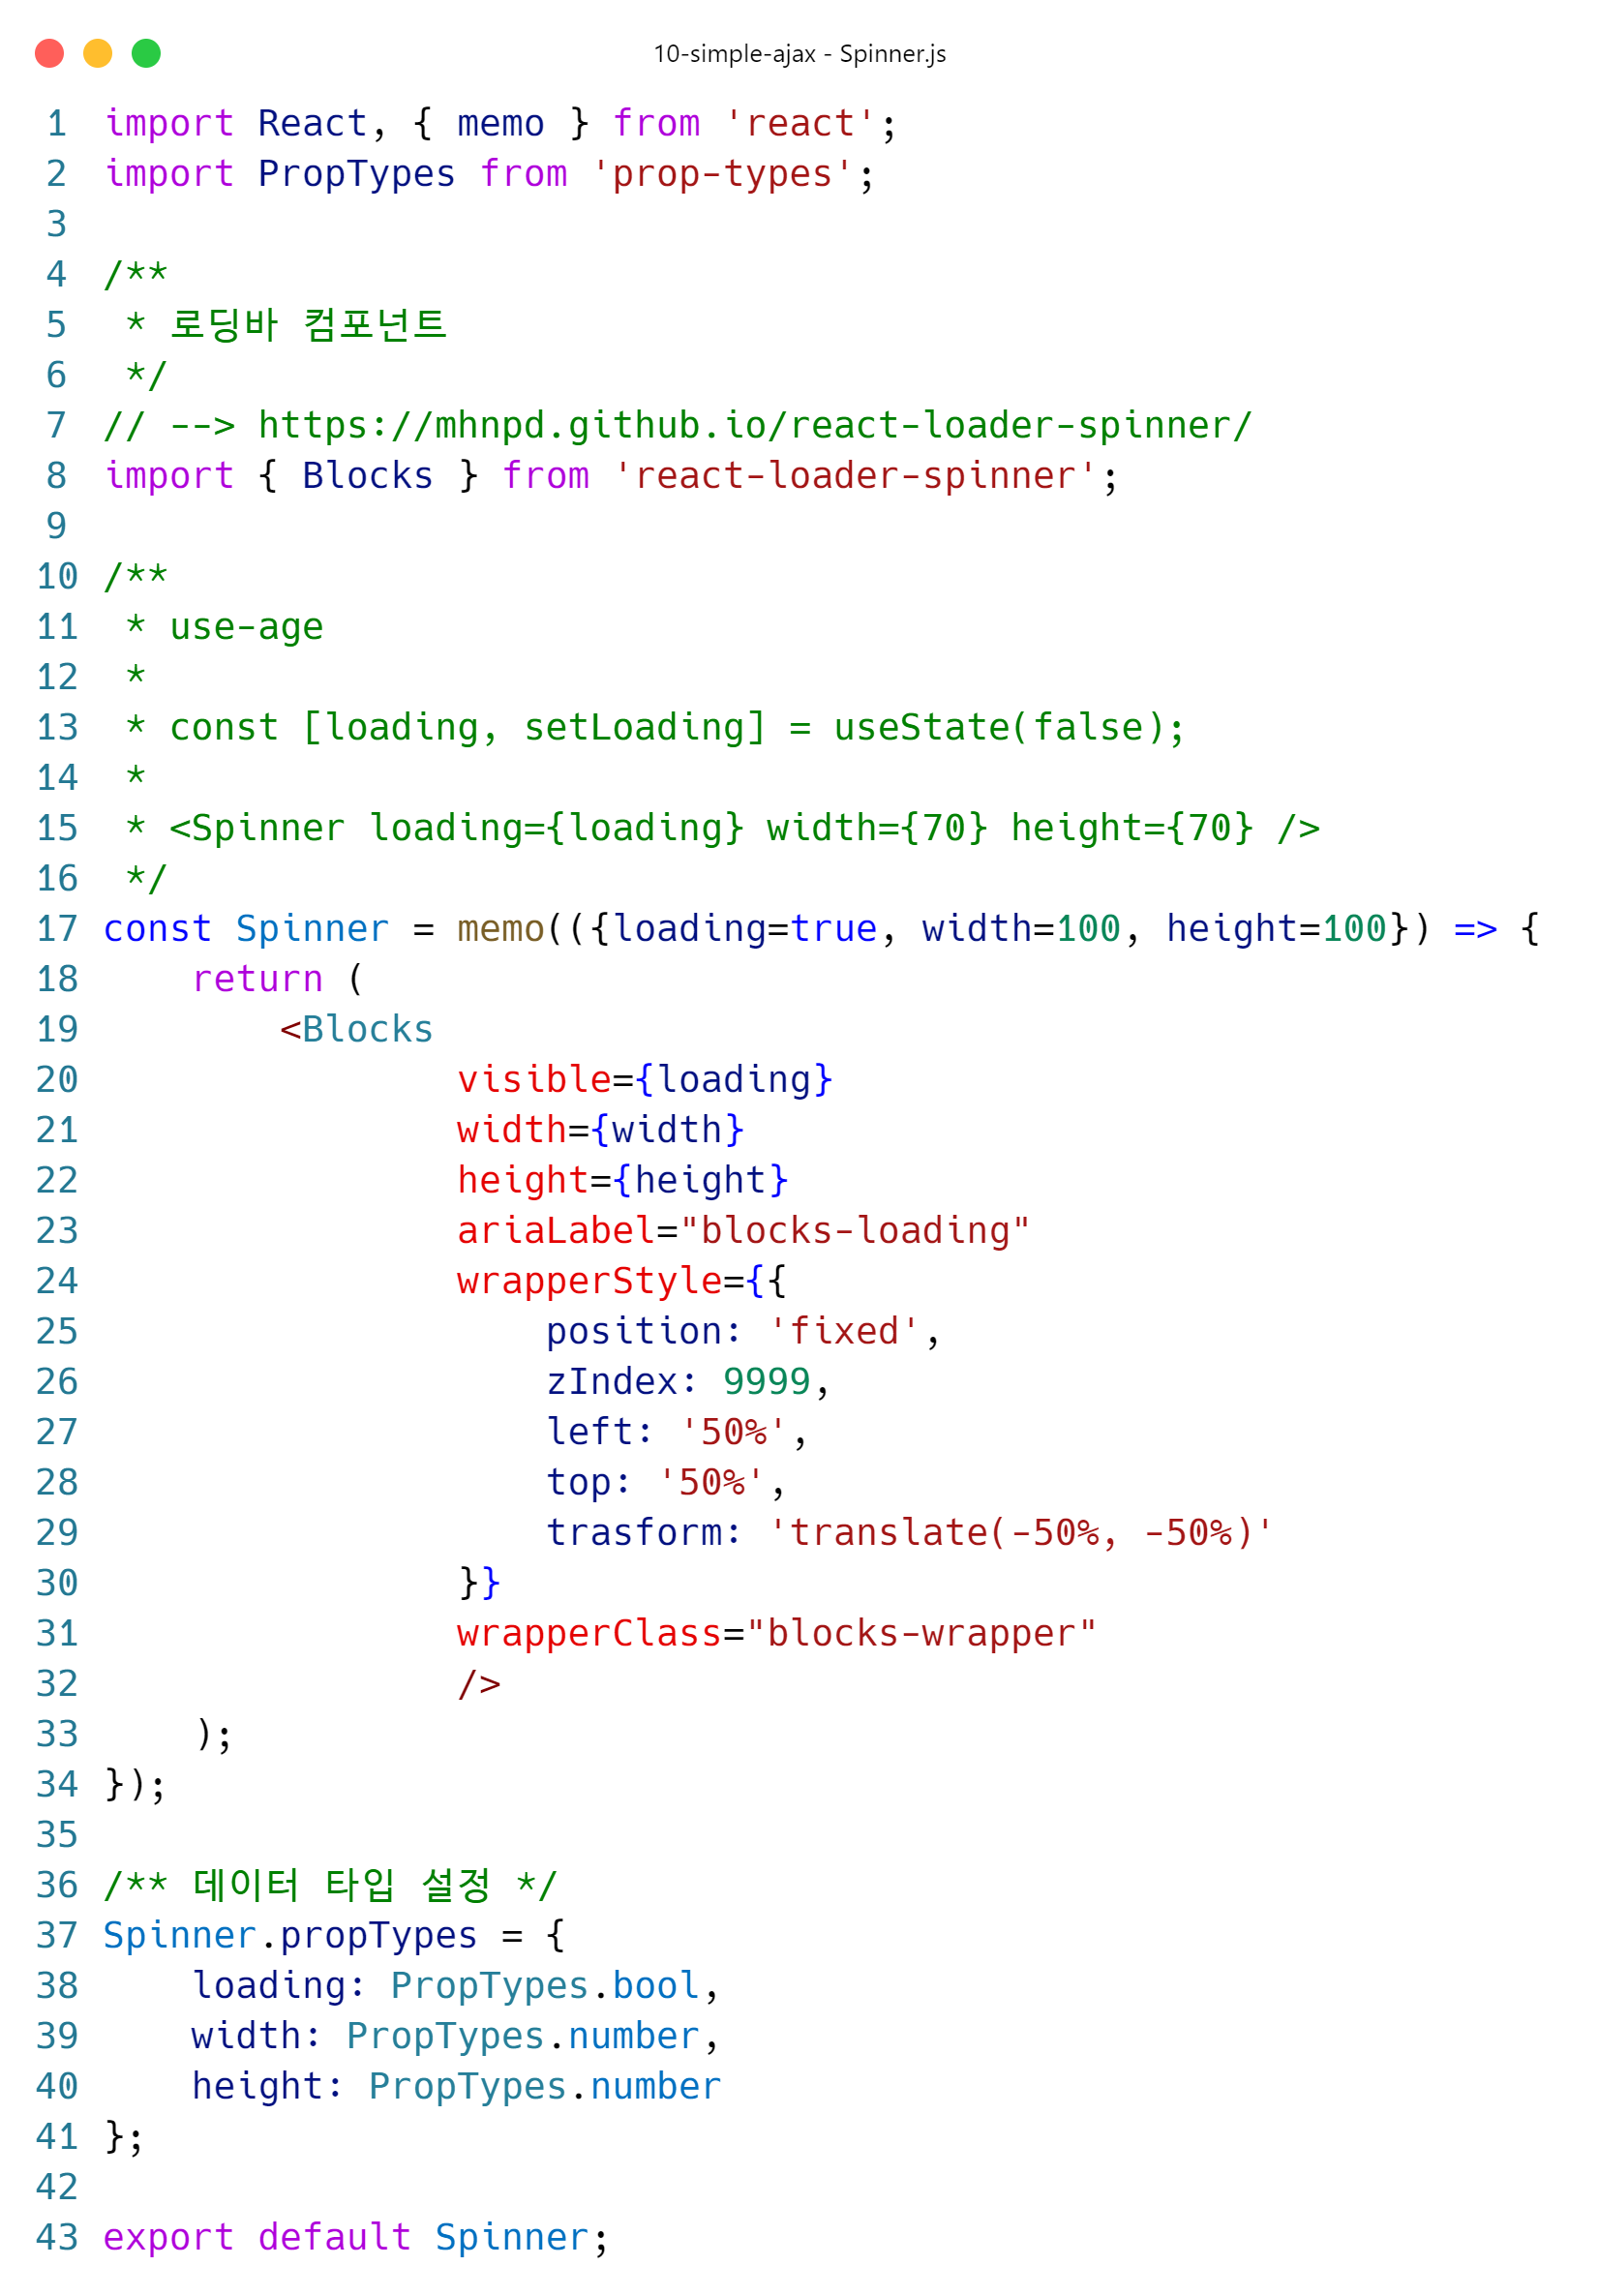 10-simple-ajax - Spinner.js
1 import React, { memo } from 'react';
2 import PropTypes from 'prop-types';
3
4 /**
5  * 로딩바 컴포넌트
6  */
7 // --> https://mhnpd.github.io/react-loader-spinner/
8 import { Blocks } from 'react-loader-spinner';
9
10 /**
11  * use-age
12  *
13  * const [loading, setLoading] = useState(false);
14  *
15  * <Spinner loading={loading} width={70} height={70} />
16  */
17 const Spinner = memo(({loading=true, width=100, height=100}) => {
18     return (
19         <Blocks
20                 visible={loading}
21                 width={width}
22                 height={height}
23                 ariaLabel="blocks-loading"
24                 wrapperStyle={{
25                     position: 'fixed',
26                     zIndex: 9999,
27                     left: '50%',
28                     top: '50%',
29                     trasform: 'translate(-50%, -50%)'
30                 }}
31                 wrapperClass="blocks-wrapper"
32                 />
33     );
34 });
35
36 /** 데이터 타입 설정 */
37 Spinner.propTypes = {
38     loading: PropTypes.bool,
39     width: PropTypes.number,
40     height: PropTypes.number
41 };
42
43 export default Spinner;